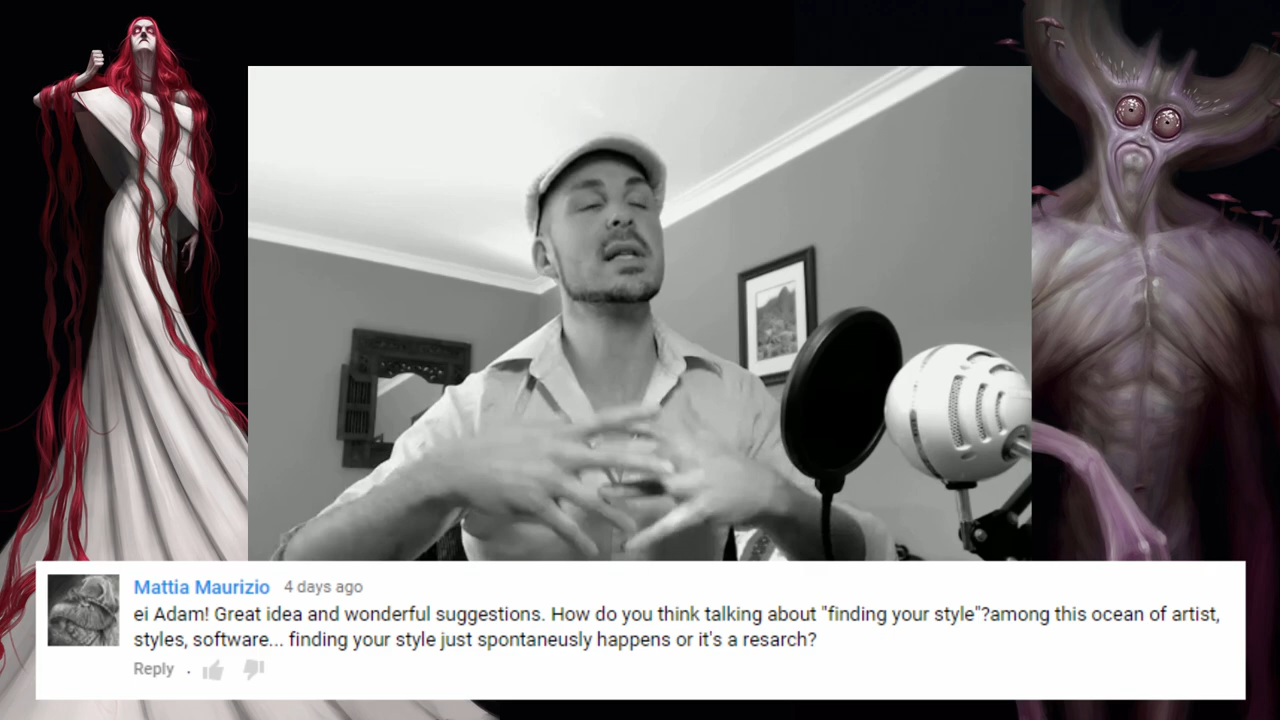 Mattia Maurizio 4 days ago
ei Adam! Great idea and wonderful suggestions. How do you think talking about "finding your style"?among this ocean of artist,
styles, software... finding your style just spontaneusly happens or it's a resarch?
Reply .